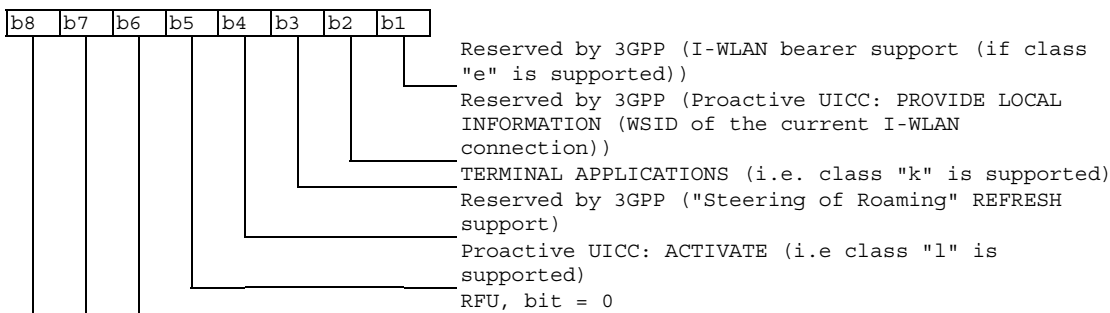 b8 b7 b6 b5 b4 b3 b2 b1
Reserved by 3GPP (I-WLAN bearer support (if class
"e" is supported))
Reserved by 3GPP (Proactive UICC: PROVIDE LOCAL
INFORMATION (WSID of the current I-WLAN
connection))
TERMINAL APPLICATIONS (i.e. class "k" is supported)
Reserved by 3GPP ("Steering of Roaming" REFRESH
support)
Proactive UICC: ACTIVATE (i.e class "l" is
supported)
RFU, bit = 0